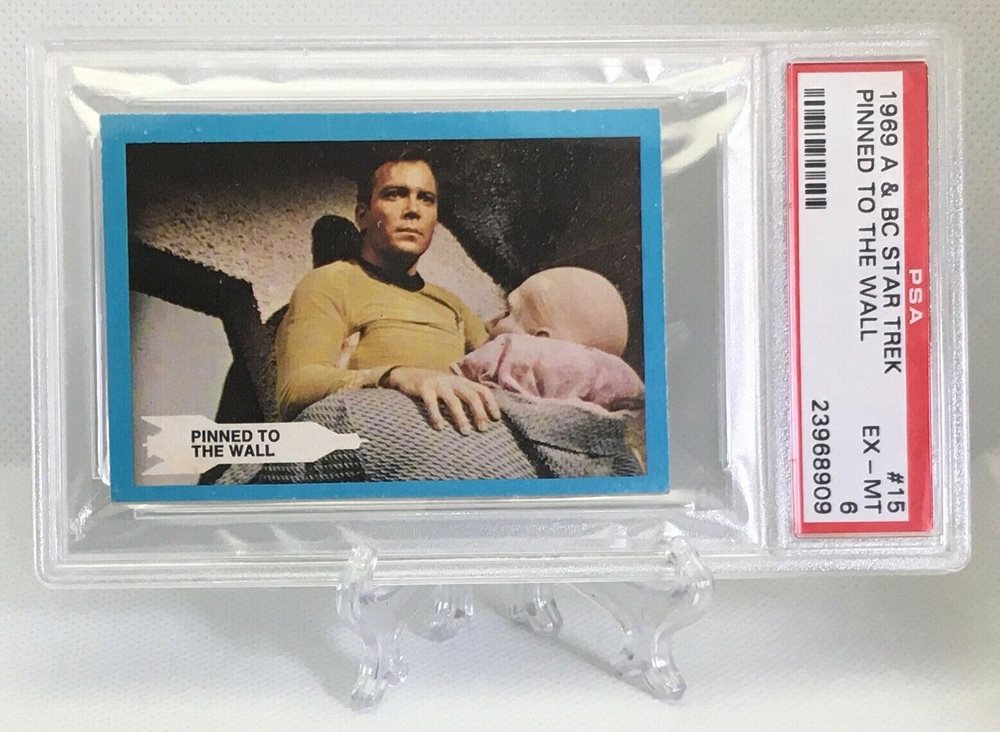 PINNED TO
THE WALL
PSA
1969 A & BC STAR TREK #15
PINNED TO THE WALL EX – MT
6
23968909